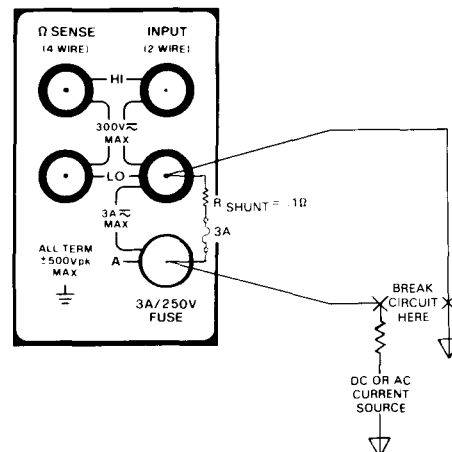 Ω SENSE
(4 WIRE)
INPUT
(2 WIRE)
HI
300V⎓
MAX
LO
3A⎓
MAX
R SHUNT = .1Ω
3A
ALL TERM
±500Vpk
MAX
A
3A/250V
FUSE
BREAK
CIRCUIT
HERE
DC OR AC
CURRENT
SOURCE